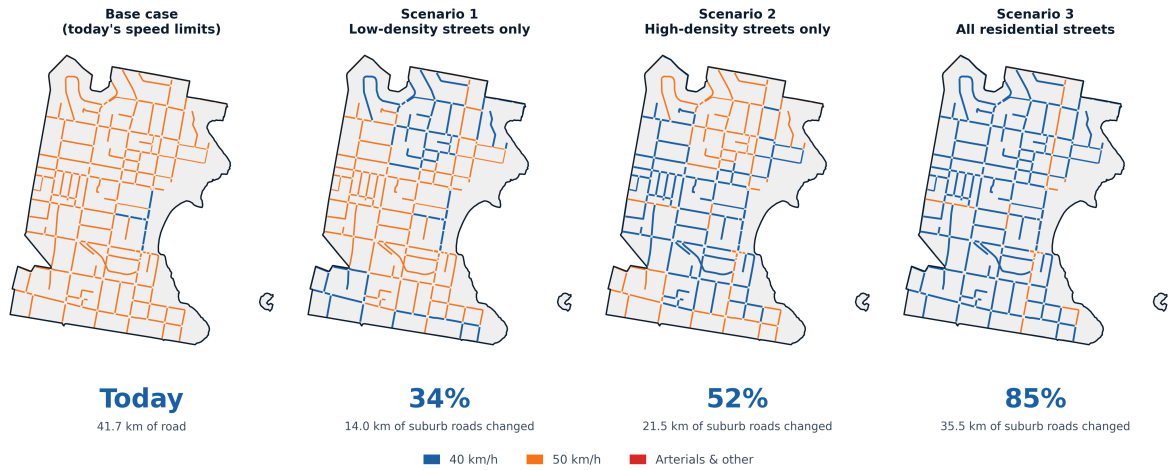 Base case
(today's speed limits)
Scenario 1
Low-density streets only
Scenario 2
High-density streets only
Scenario 3
All residential streets
Today
41.7 km of road
34%
14.0 km of suburb roads changed
52%
21.5 km of suburb roads changed
85%
35.5 km of suburb roads changed
40 km/h
50 km/h
Arterials & other